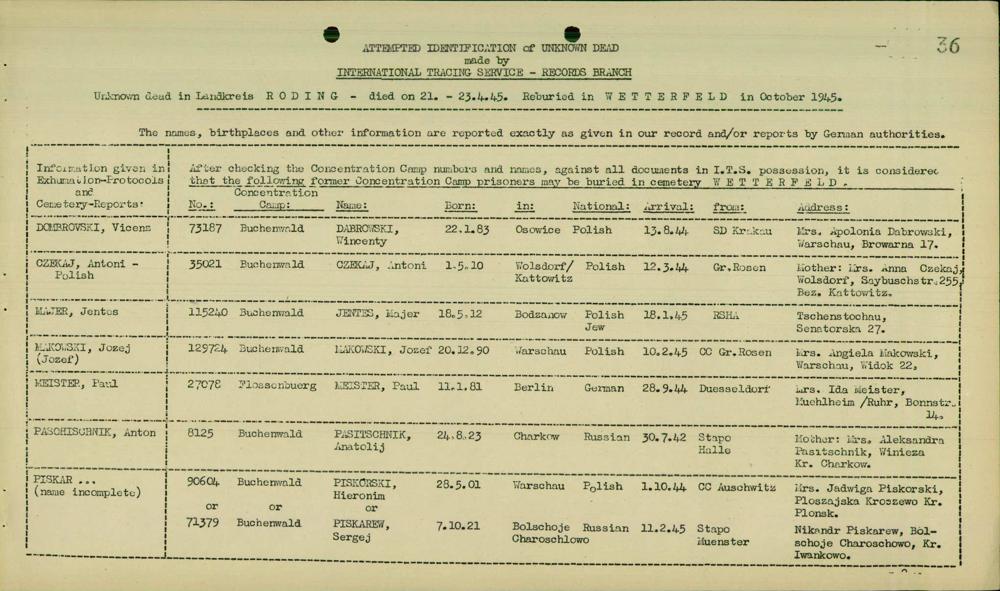 36
ATTEMPTED IDENTIFICATION of UNKNOWN DEAD
made by
INTERNATIONAL TRACING SERVICE - RECORDS BRANCH
Unknown dead in Landkreis R O D I N G - died on 21. - 23.4.45. Reburied in W E T T E R F E L D in October 1945.
The names, birthplaces and other information are reported exactly as given in our record and/or reports by German authorities.
Information given in Exhumation-Protocols and Cemetery-Reports:
After checking the Concentration Camp numbers and names, against all documents in I.T.S. possession, it is considered
that the following former Concentration Camp prisoners may be buried in cemetery W E T T E R F E L D .
No.: Concentration Camp: Name: Born: in: National: Arrival: from: Address:
DOMBROVSKI, Vicenz 73187 Buchenwald DABROWSKI, 22.1.83 Osowice Polish 13.8.44 SD Krakau Mrs. Apolonia Dabrowski,
Wincenty Warschau, Browarna 17.
CZEKAJ, Antoni - 35021 Buchenwald CZEKAJ, Antoni 1.5.10 Wolsdorf/ Polish 12.3.44 Gr.Rosen Mother: Mrs. Anna Czekaj,
Polish Kattowitz Wolsdorf, Saybuschstr.255,
Bez. Kattowitz.
MAJER, Jentes 115240 Buchenwald JENTES, Majer 18.5.12 Bodzanow Polish 18.1.45 RSHA Tschenstochau,
Jew Senatorska 27.
MAKOWSKI, Jozej 129724 Buchenwald MAKOWSKI, Jozef 20.12.90 Warschau Polish 10.2.45 CC Gr.Rosen Mrs. Angiela Makowski,
(Jozef) Warschau, Widok 22,
MEISTER, Paul 27078 Flossenbuerg MEISTER, Paul 11.1.81 Berlin German 28.9.44 Duesseldorf Mrs. Ida Meister,
Muehlheim /Ruhr, Bonnstr.
14.
PASCHISCHNIK, Anton 8125 Buchenwald PASITSCHNIK, 24.8.23 Charkow Russian 30.7.42 Stapo Mother: Mrs. Aleksandra
Anatolij Halle Pasitschnik, Winieza
Kr. Charkow.
PISKAR ... 90604 Buchenwald PISKORSKI, 28.5.01 Warschau Polish 1.10.44 CC Auschwitz Mrs. Jadwiga Piskorski,
(name incomplete) Hieronim Ploszajska Kroszewo Kr.
or or or Plonsk.
71379 Buchenwald PISKAREW, 7.10.21 Bolschoje Russian 11.2.45 Stapo Nikandr Piskarew, Bol-
Sergej Charoschlowo Muenster schoje Charoschowo, Kr.
Iwankowo.